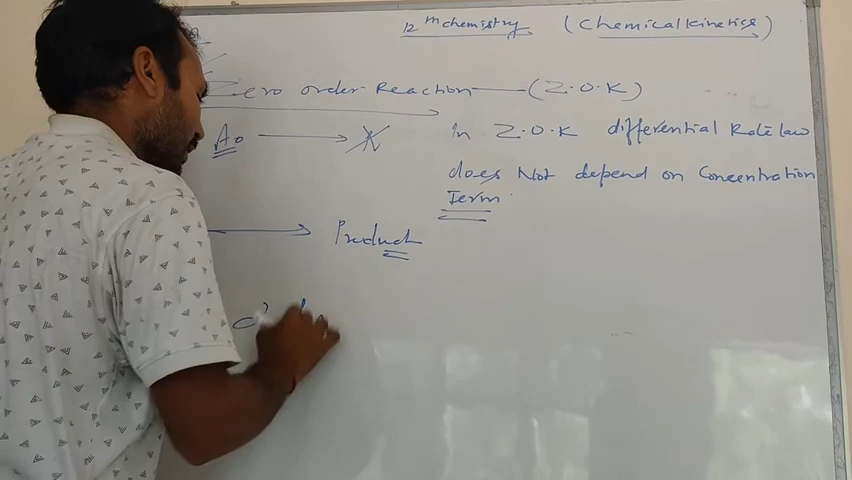 12th chemistry (Chemical kinetics)
Zero order Reaction — (Z.O.K)
A₀ → X
In Z.O.K differential Rate law
does Not depend on Concentration
Term.
→ Product